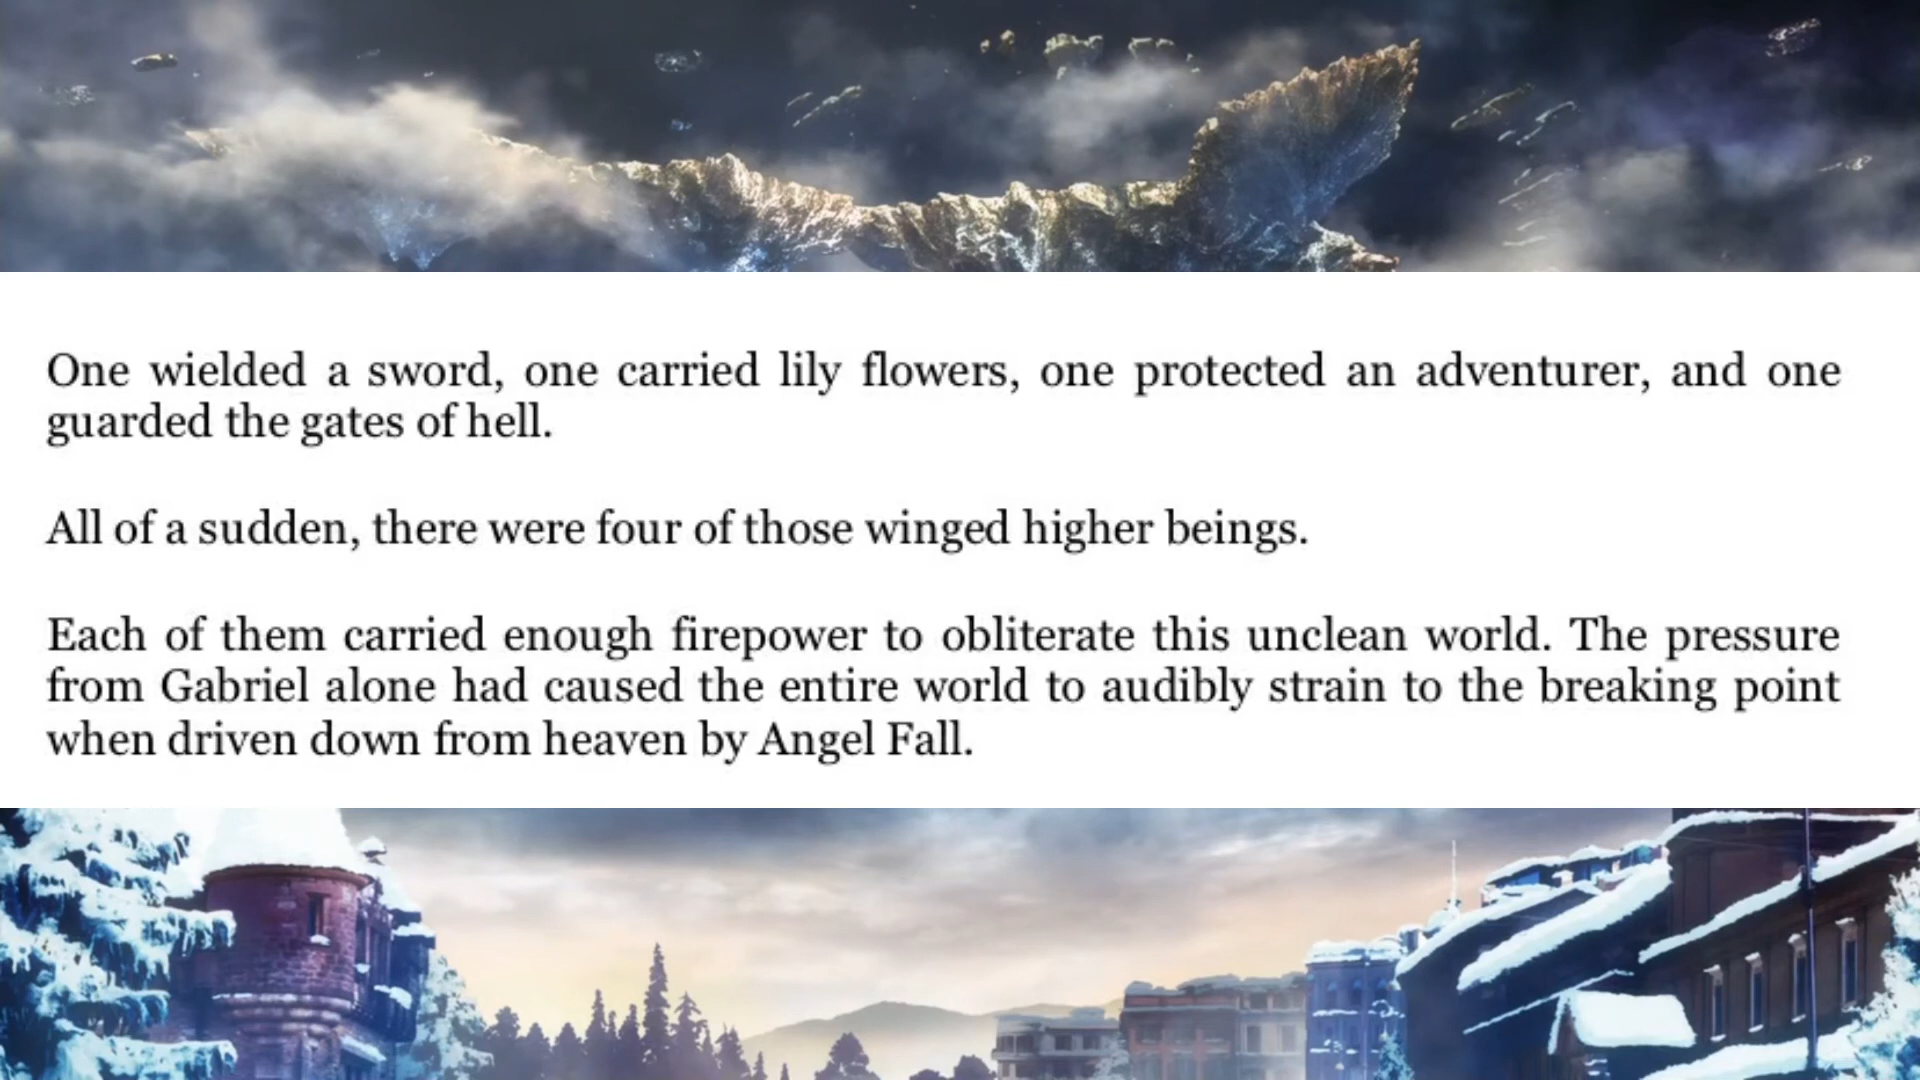 One wielded a sword, one carried lily flowers, one protected an adventurer, and one
guarded the gates of hell.
All of a sudden, there were four of those winged higher beings.
Each of them carried enough firepower to obliterate this unclean world. The pressure
from Gabriel alone had caused the entire world to audibly strain to the breaking point
when driven down from heaven by Angel Fall.